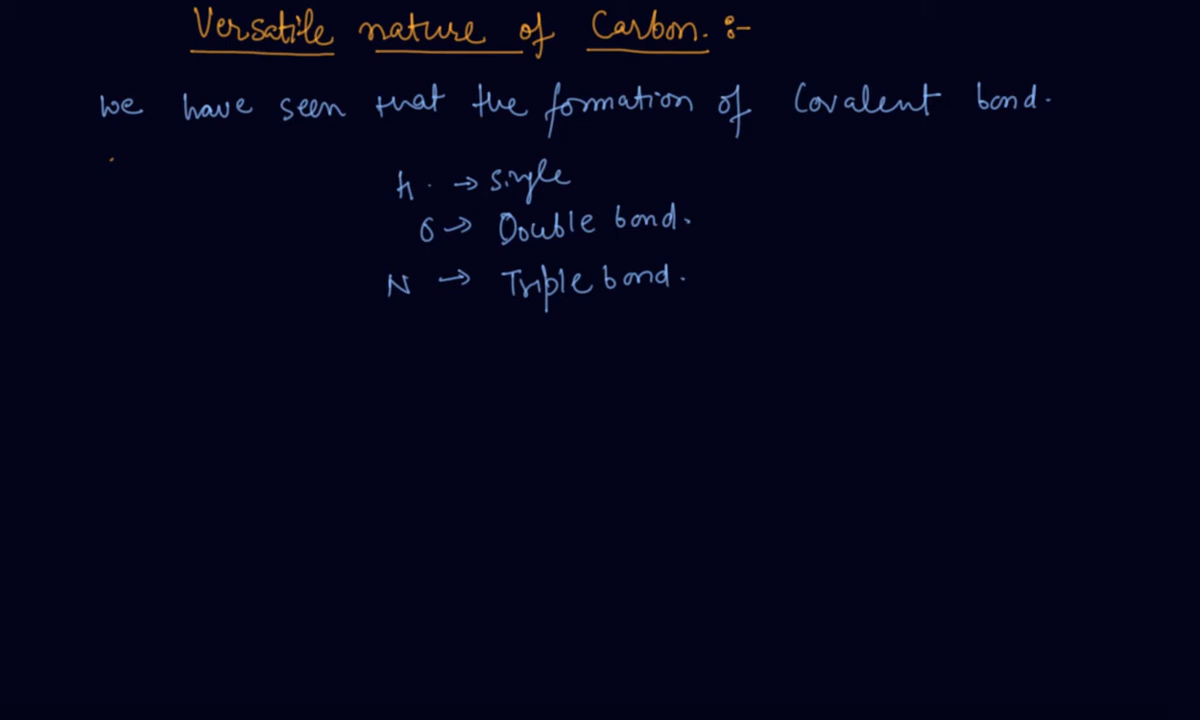 Versatile nature of Carbon. :-
we have seen that the formation of Covalent bond.
h. → single
O → Double bond.
N → Triple bond.